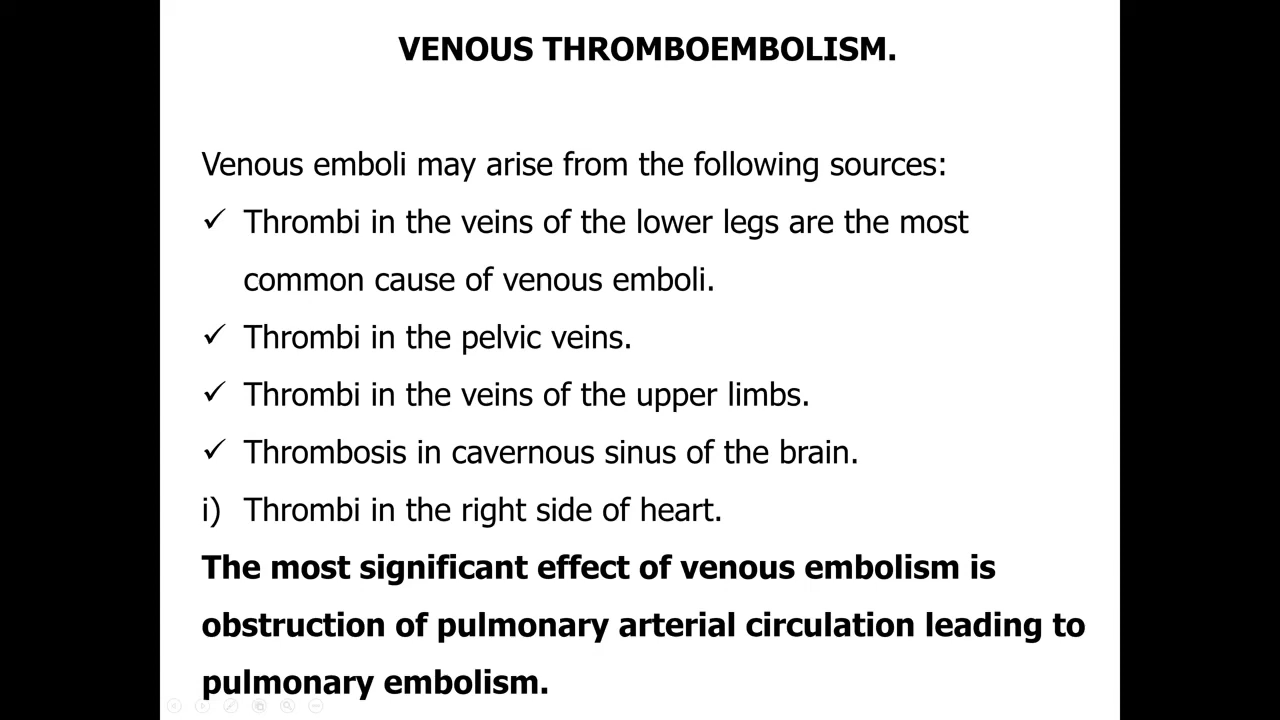 VENOUS THROMBOEMBOLISM.
Venous emboli may arise from the following sources:
✓ Thrombi in the veins of the lower legs are the most
common cause of venous emboli.
✓ Thrombi in the pelvic veins.
✓ Thrombi in the veins of the upper limbs.
✓ Thrombosis in cavernous sinus of the brain.
i) Thrombi in the right side of heart.
The most significant effect of venous embolism is
obstruction of pulmonary arterial circulation leading to
pulmonary embolism.